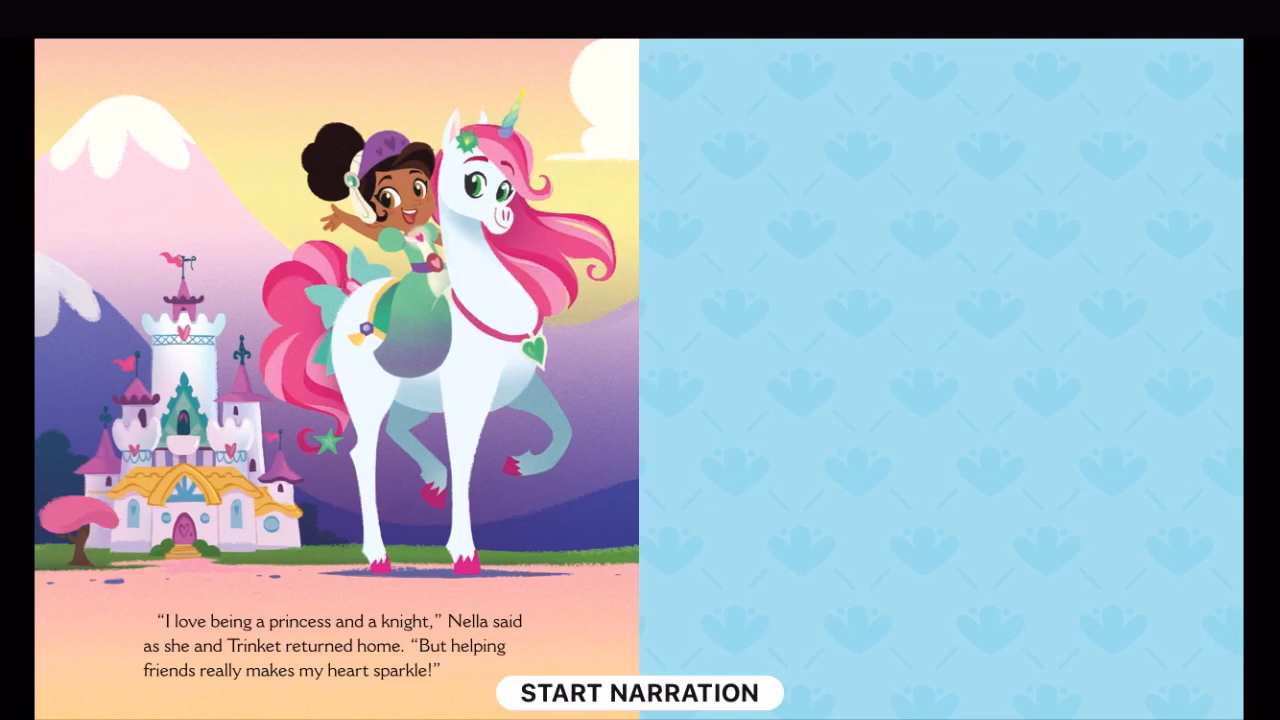 “I love being a princess and a knight,” Nella said
as she and Trinket returned home. “But helping
friends really makes my heart sparkle!”
START NARRATION